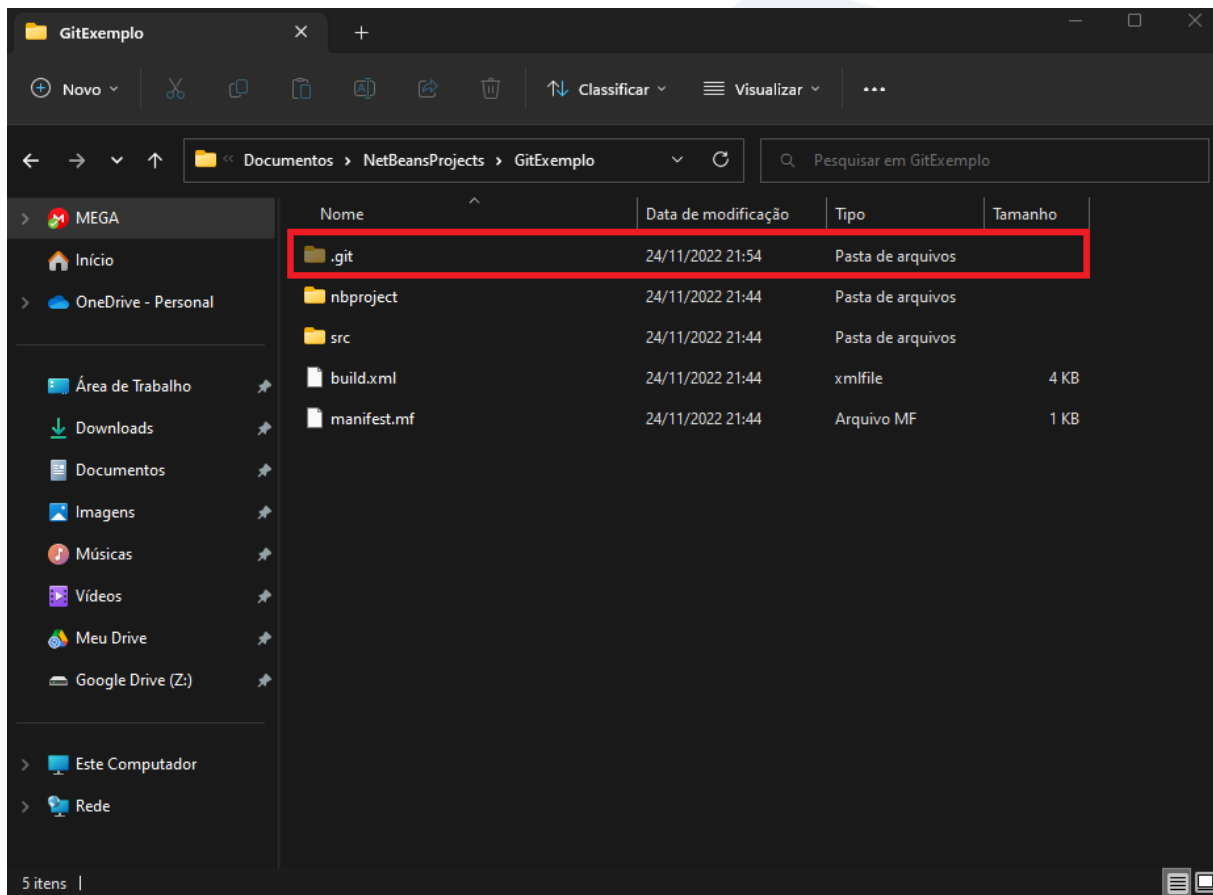 GitExemplo
Novo
Classificar
Visualizar
Documentos › NetBeansProjects › GitExemplo
Pesquisar em GitExemplo
MEGA
Início
OneDrive - Personal
Área de Trabalho
Downloads
Documentos
Imagens
Músicas
Vídeos
Meu Drive
Google Drive (Z:)
Este Computador
Rede
Nome Data de modificação Tipo Tamanho
.git 24/11/2022 21:54 Pasta de arquivos
nbproject 24/11/2022 21:44 Pasta de arquivos
src 24/11/2022 21:44 Pasta de arquivos
build.xml 24/11/2022 21:44 xmlfile 4 KB
manifest.mf 24/11/2022 21:44 Arquivo MF 1 KB
5 itens